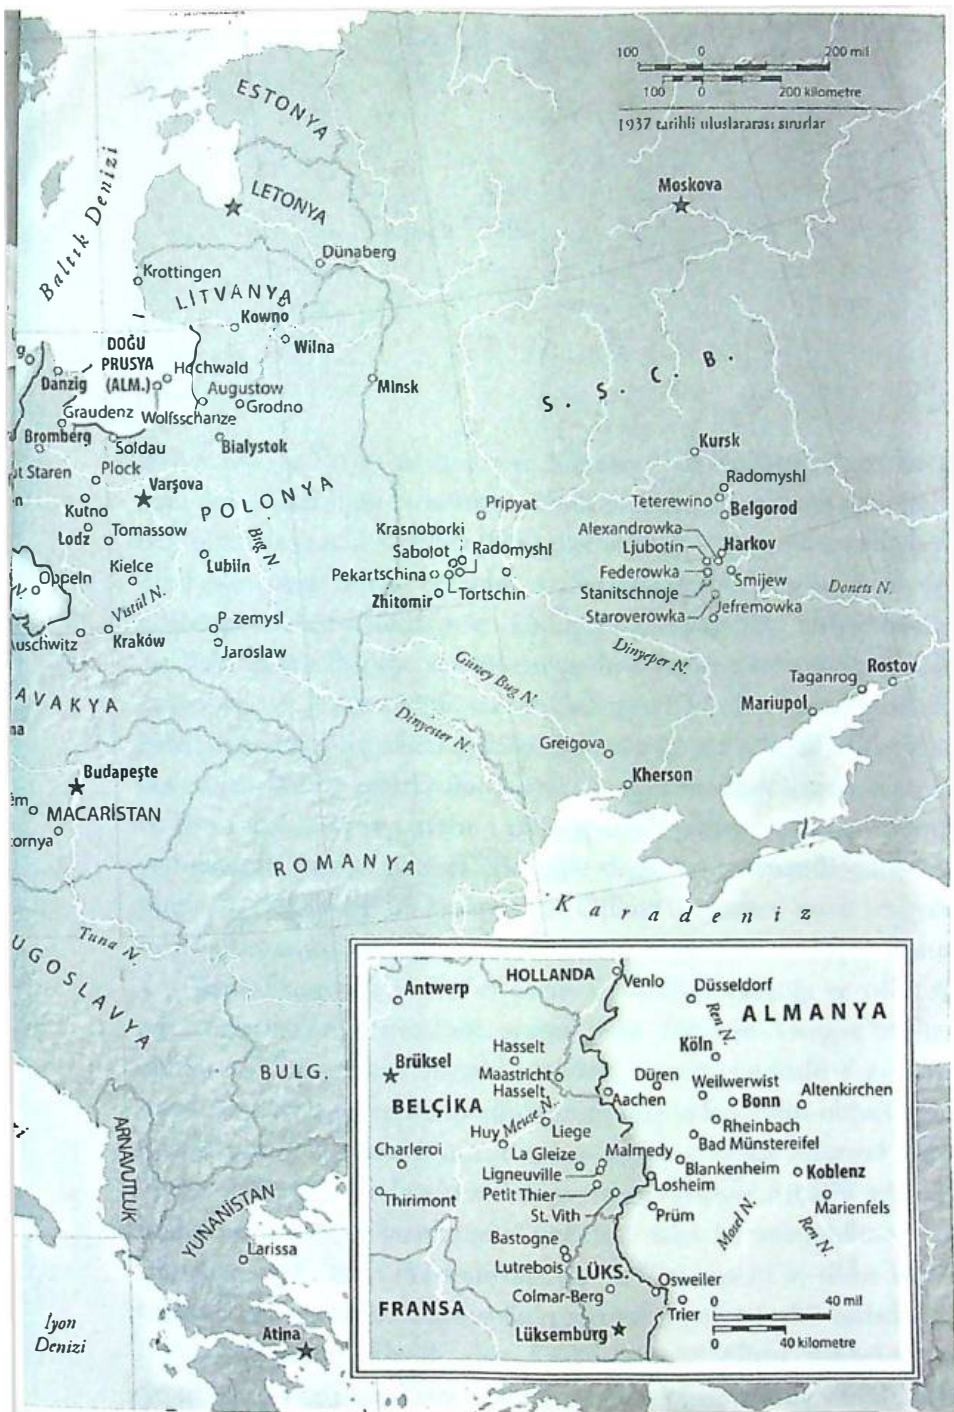 100 0 200 mil
100 0 200 kilometre
1937 tarihli uluslararası sınırlar
ESTONYA
Baltık Denizi
LETONYA
Moskova
Dünaberg
Krottingen
LİTVANYA
Kowno
Wilna
DOĞU
PRUSYA
(ALM.)
Hochwald
Danzig
Augustow
Minsk
S. S. C. B.
Graudenz
Wolfsschanze
Grodno
Bromberg
Soldau
Bialystok
Kursk
Staren
Plock
Varşova
POLONYA
Radomyshl
Teterewino
Belgorod
Pripyat
Kutno
Lodz
Tomassow
Bug N.
Krasnoborki
Alexandrowka
Harkov
Sabolot
Radomyshl
Ljubotin
Oppeln
Kielce
Lublin
Pekartschina
Federowka
Smijew
Donets N.
Vistül N.
Zhitomir
Tortschin
Stanitschnoje
Jefremowka
Staroverowka
Auschwitz
Kraków
P zemysl
Jaroslaw
Dinyeper N.
Güney Bug N.
Taganrog
Rostov
AVAKYA
Mariupol
Dinyester N.
Greigova
Budapeşte
Kherson
ém
MACARİSTAN
tornya
ROMANYA
Karadeniz
Tuna N.
UGOSLAVYA
BULG.
ARNAVUTLUK
YUNANİSTAN
Larissa
İyon
Denizi
Atina
HOLLANDA
Venlo
Düsseldorf
Antwerp
Ren N.
ALMANYA
Köln
Hasselt
Brüksel
Maastricht
Düren
Weilwerwist
Altenkirchen
Hasselt
Aachen
Bonn
BELÇİKA
Meuse N.
Rheinbach
Huy
Liege
Bad Münstereifel
Charleroi
La Gleize
Malmedy
Blankenheim
Koblenz
Ligneuville
Losheim
Thirimont
Petit Thier
Marienfels
St. Vith
Prüm
Mosel N.
Ren N.
Bastogne
Lutrebois
LÜKS.
Osweiler
FRANSA
Colmar-Berg
Trier
0 40 mil
0 40 kilometre
Lüksemburg